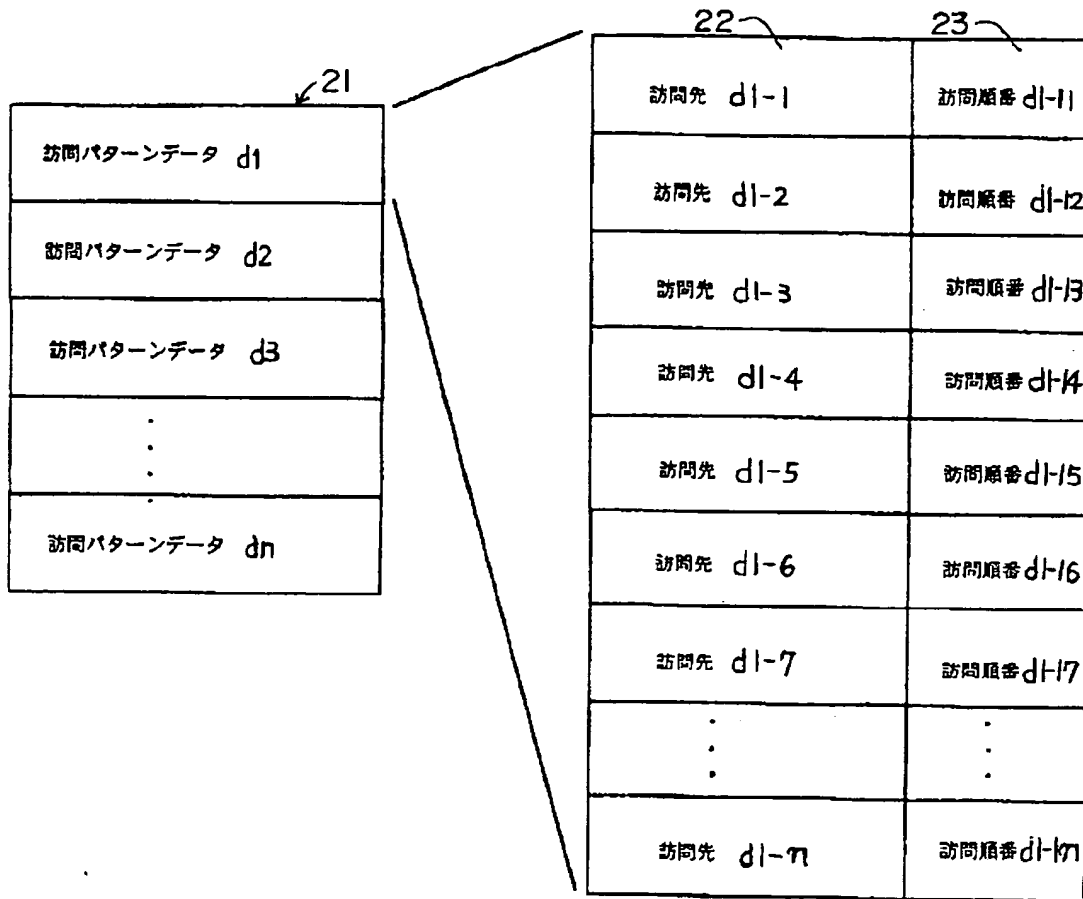 21
訪問パターンデータ d1
訪問パターンデータ d2
訪問パターンデータ d3
訪問パターンデータ dn
22 23
訪問先 d1-1 訪問順番 d1-11
訪問先 d1-2 訪問順番 d1-12
訪問先 d1-3 訪問順番 d1-13
訪問先 d1-4 訪問順番 d1-14
訪問先 d1-5 訪問順番 d1-15
訪問先 d1-6 訪問順番 d1-16
訪問先 d1-7 訪問順番 d1-17
訪問先 d1-n 訪問順番 d1-1n